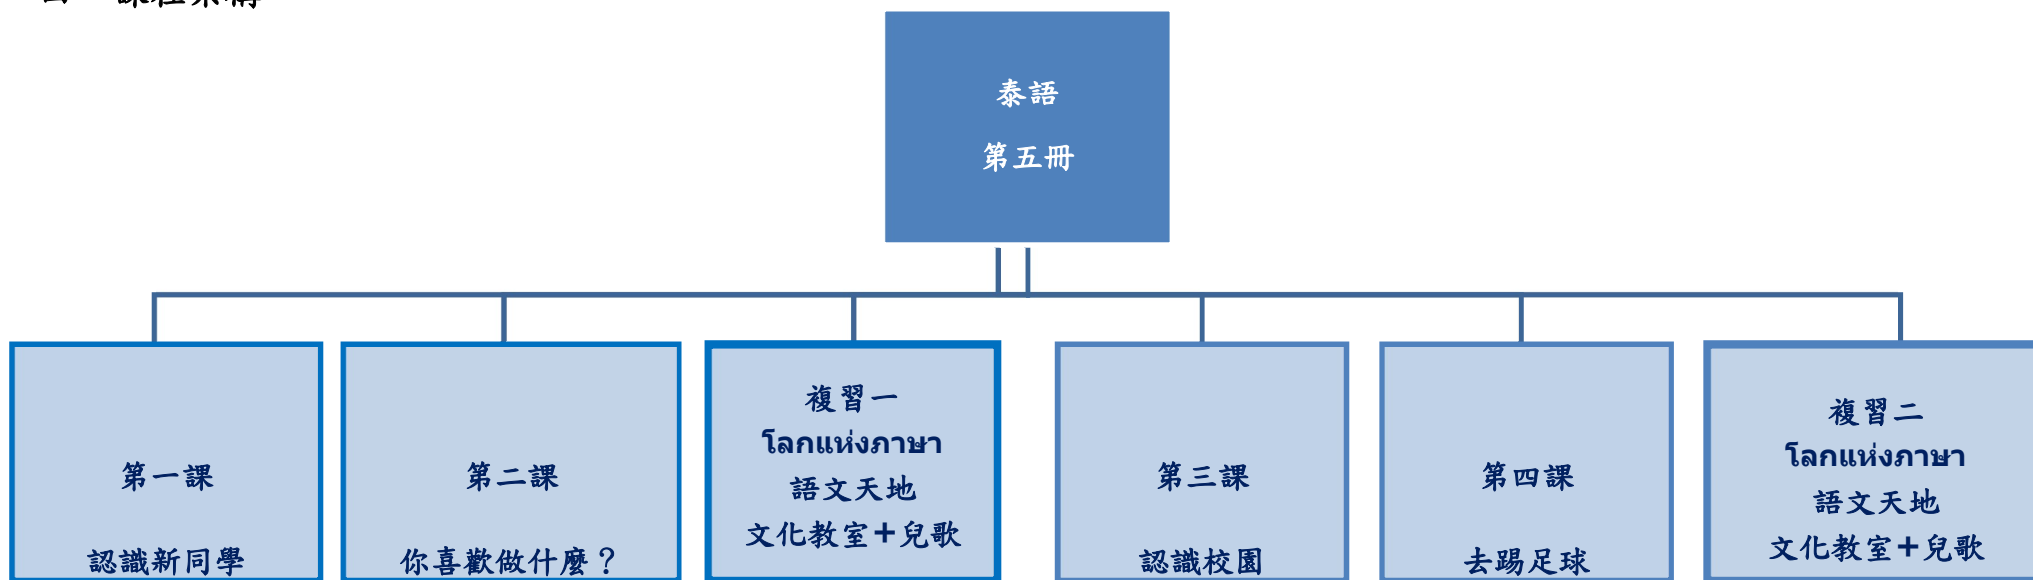 課程架構
泰語
第五冊
第一課
認識新同學
第二課
你喜歡做什麼？
複習一
โลกแห่งภาษา
語文天地
文化教室+兒歌
第三課
認識校園
第四課
去踢足球
複習二
โลกแห่งภาษา
語文天地
文化教室+兒歌